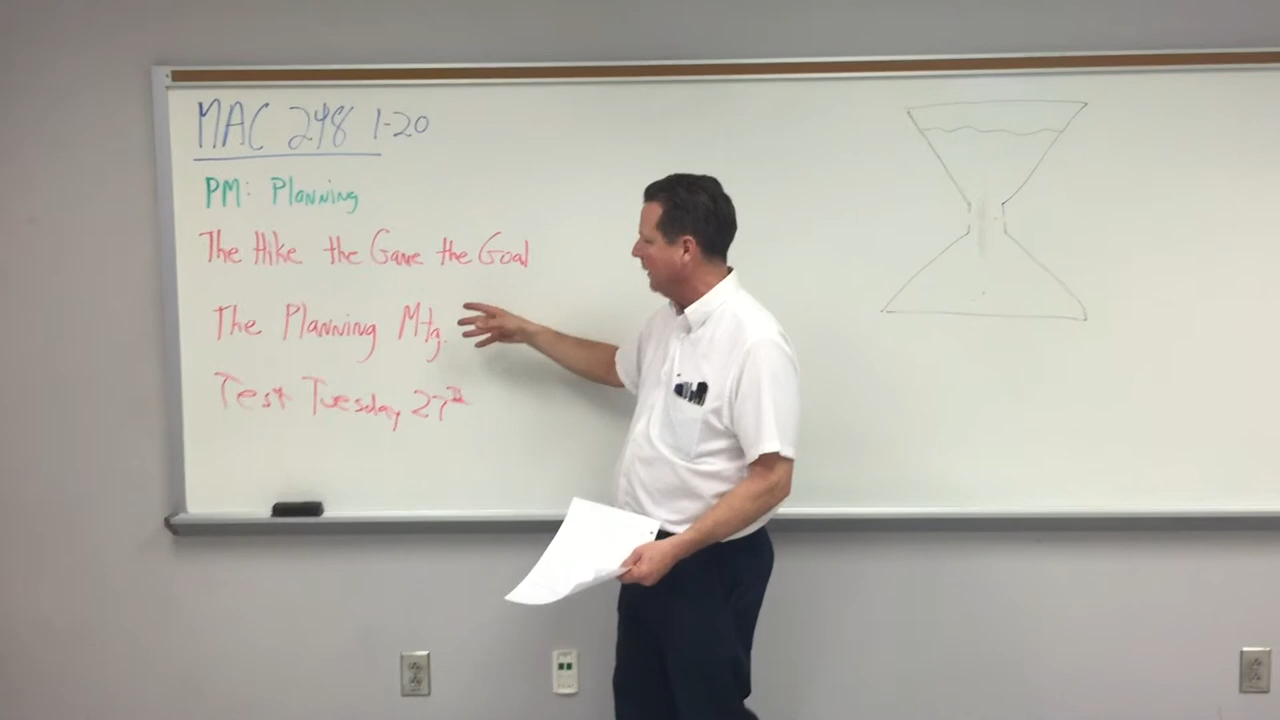 MAC 248 1-20
PM: Planning
The Hike the Game the Goal
The Planning Mtg.
Test Tuesday 27th